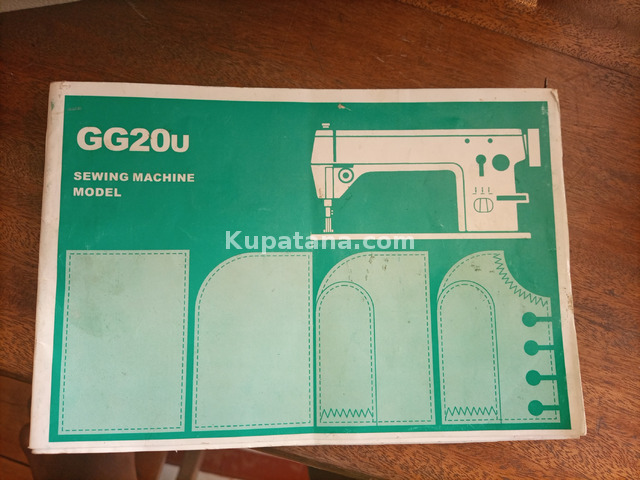 GG20U
SEWING MACHINE
MODEL
Kupatana.com